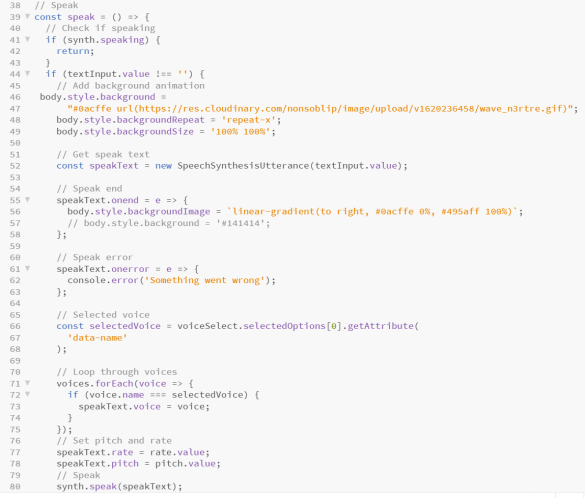 38 // Speak
39 const speak = () => {
40 // Check if speaking
41 if (synth.speaking) {
42 return;
43 }
44 if (textInput.value !== '') {
45 // Add background animation
46 body.style.background =
47 "#0acffe url(https://res.cloudinary.com/nonsoblip/image/upload/v1620236458/wave_n3rtre.gif)";
48 body.style.backgroundRepeat = 'repeat-x';
49 body.style.backgroundSize = '100% 100%';
50
51 // Get speak text
52 const speakText = new SpeechSynthesisUtterance(textInput.value);
53
54 // Speak end
55 speakText.onend = e => {
56 body.style.backgroundImage = `linear-gradient(to right, #0acffe 0%, #495aff 100%)`;
57 // body.style.background = '#141414';
58 };
59
60 // Speak error
61 speakText.onerror = e => {
62 console.error('Something went wrong');
63 };
64
65 // Selected voice
66 const selectedVoice = voiceSelect.selectedOptions[0].getAttribute(
67 'data-name'
68 );
69
70 // Loop through voices
71 voices.forEach(voice => {
72 if (voice.name === selectedVoice) {
73 speakText.voice = voice;
74 }
75 });
76 // Set pitch and rate
77 speakText.rate = rate.value;
78 speakText.pitch = pitch.value;
79 // Speak
80 synth.speak(speakText);